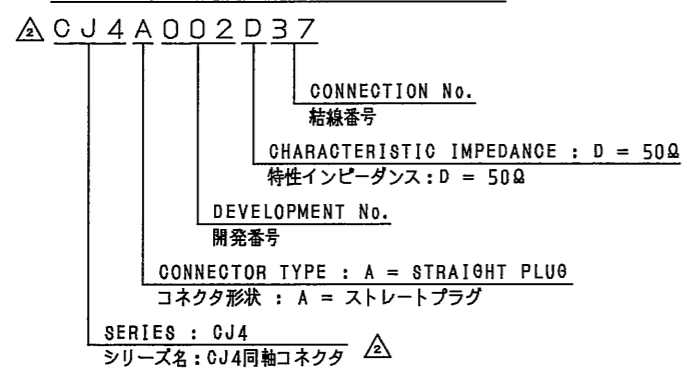 2 CJ4A002D37
CONNECTION No.
結線番号
CHARACTERISTIC IMPEDANCE : D = 50Ω
特性インピーダンス:D = 50Ω
DEVELOPMENT No.
開発番号
CONNECTOR TYPE : A = STRAIGHT PLUG
コネクタ形状 : A = ストレートプラグ
SERIES : CJ4
シリーズ名:CJ4同軸コネクタ 2